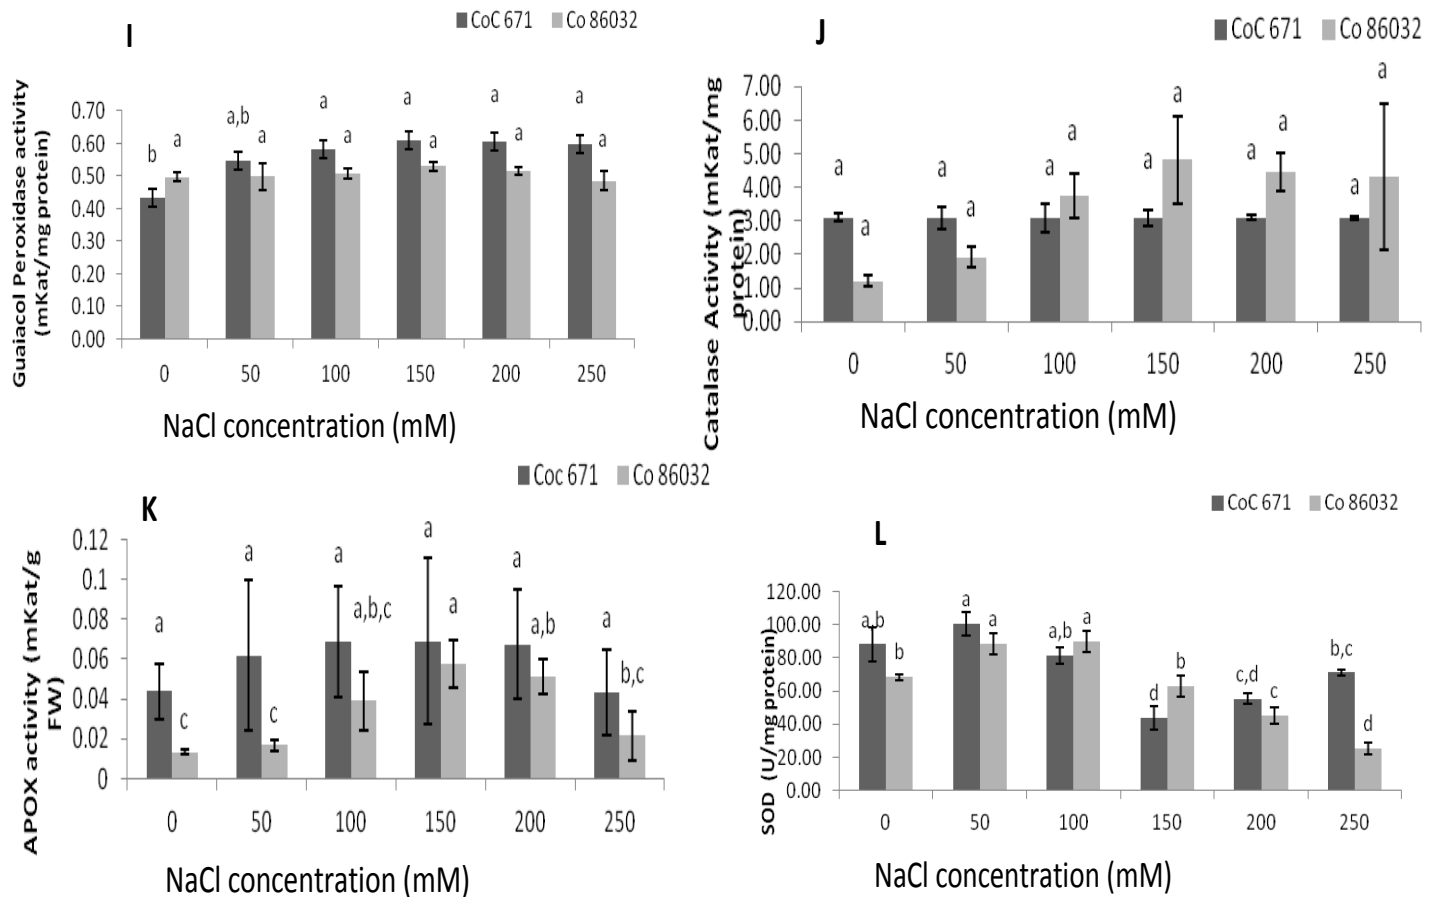 I
CoC 671 Co 86032
Guaiacol Peroxidase activity
(mKat/mg protein)
0.70
0.60
0.50
0.40
0.30
0.20
0.10
0.00
b a a,b a a a a a a a a a
0 50 100 150 200 250
NaCl concentration (mM)
J
CoC 671 Co 86032
Catalase Activity (mKat/mg
protein)
7.00
6.00
5.00
4.00
3.00
2.00
1.00
0.00
a a a a a a a a a a a a
0 50 100 150 200 250
NaCl concentration (mM)
K
Coc 671 Co 86032
APOX activity (mKat/g
FW)
0.12
0.1
0.08
0.06
0.04
0.02
0
a c a c a a,b,c a a a a,b a b,c
0 50 100 150 200 250
NaCl concentration (mM)
L
CoC 671 Co 86032
SOD (U/mg protein)
120.00
100.00
80.00
60.00
40.00
20.00
0.00
a,b b a a a,b a d b c,d c b,c d
0 50 100 150 200 250
NaCl concentration (mM)